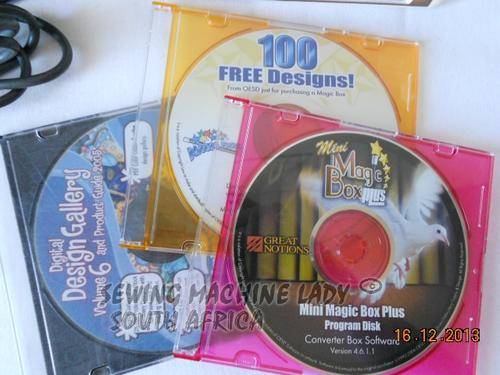 100
FREE Designs!
From OESD just for purchasing a Magic Box
Digital
Design Gallery
Volume 6 and Product Guide 2005
Mini
Magic
Box
plus
GREAT
NOTIONS
Mini Magic Box Plus
Program Disk
Converter Box Software
Version 4.6.1.1
SEWING MACHINE LADY ©
SOUTH AFRICA
16.12.2013